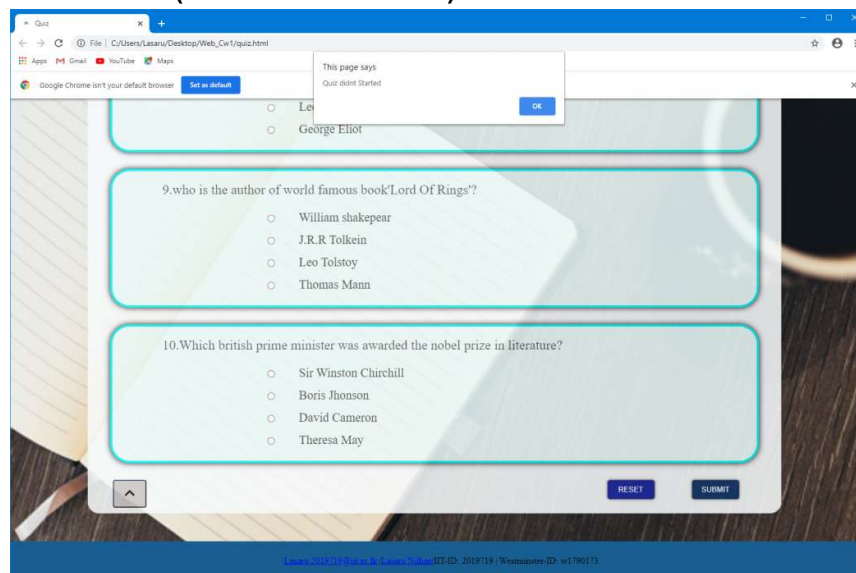 Quiz
File | C:/Users/Lasaru/Desktop/Web_Cw1/quiz.html
Apps Gmail YouTube Maps
Google Chrome isn't your default browser Set as default
This page says
Quiz didnt Started
OK
George Eliot
9.who is the author of world famous book'Lord Of Rings'?
William shakepear
J.R.R Tolkein
Leo Tolstoy
Thomas Mann
10.Which british prime minister was awarded the nobel prize in literature?
Sir Winston Chirchill
Boris Jhonson
David Cameron
Theresa May
RESET SUBMIT
IIT-ID: 2019719 | Westminster-ID: w1790173